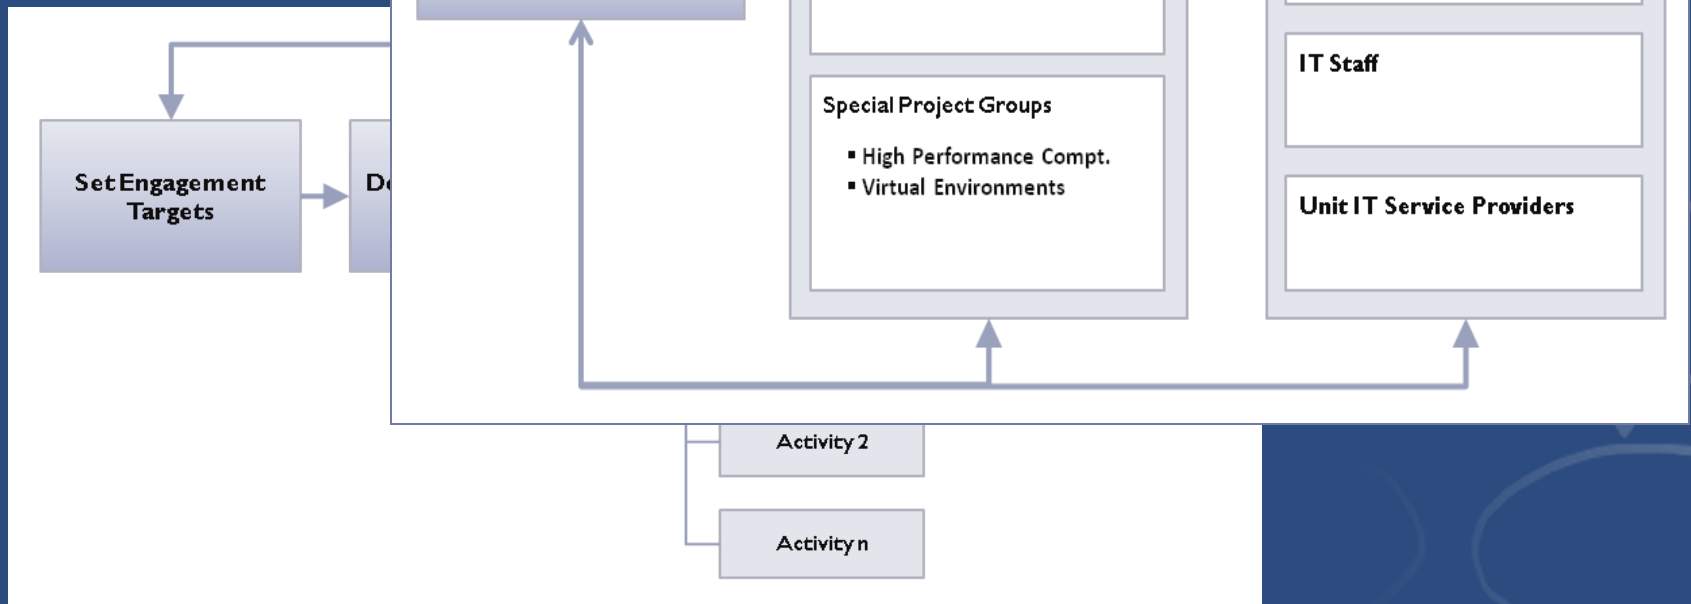 Set Engagement
Targets
Special Project Groups
▪ High Performance Compt.
▪ Virtual Environments
IT Staff
Unit IT Service Providers
Activity 2
Activity n